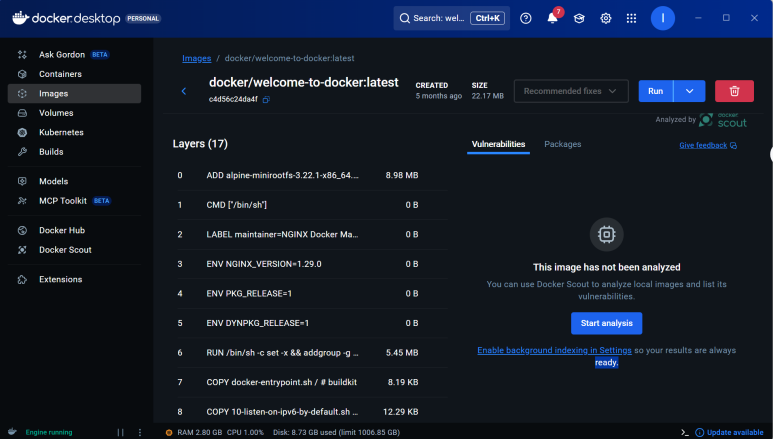 docker.desktop PERSONAL
Search: wel... Ctrl+K
7
I
Ask Gordon BETA
Containers
Images
Volumes
Kubernetes
Builds
Models
MCP Toolkit BETA
Docker Hub
Docker Scout
Extensions
Images / docker/welcome-to-docker:latest
docker/welcome-to-docker:latest
c4d56c24da4f
CREATED
5 months ago
SIZE
22.17 MB
Recommended fixes
Run
Analyzed by docker scout
Layers (17)
0 ADD alpine-minirootfs-3.22.1-x86_64.... 8.98 MB
1 CMD ["/bin/sh"] 0 B
2 LABEL maintainer=NGINX Docker Ma... 0 B
3 ENV NGINX_VERSION=1.29.0 0 B
4 ENV PKG_RELEASE=1 0 B
5 ENV DYNPKG_RELEASE=1 0 B
6 RUN /bin/sh -c set -x && addgroup -g ... 5.45 MB
7 COPY docker-entrypoint.sh / # buildkit 8.19 KB
8 COPY 10-listen-on-ipv6-by-default.sh ... 12.29 KB
Vulnerabilities Packages
Give feedback
This image has not been analyzed
You can use Docker Scout to analyze local images and list its
vulnerabilities.
Start analysis
Enable background indexing in Settings so your results are always
ready.
Engine running
RAM 2.80 GB CPU 1.00% Disk: 8.73 GB used (limit 1006.85 GB)
Update available